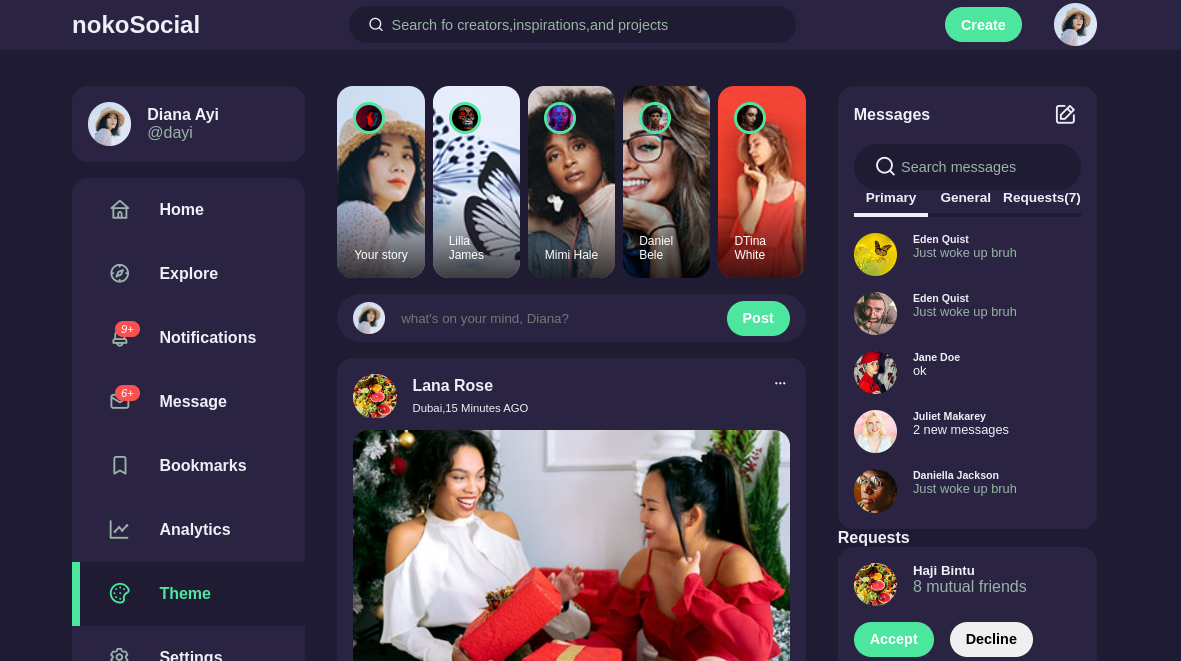 nokoSocial
Search fo creators,inspirations,and projects
Create
Diana Ayi
@dayi
Home
Explore
9+
Notifications
6+
Message
Bookmarks
Analytics
Theme
Settings
Your story
Lilla
James
Mimi Hale
Daniel
Bele
DTina
White
what's on your mind, Diana?
Post
Lana Rose
Dubai,15 Minutes AGO
Messages
Search messages
Primary General Requests(7)
Eden Quist
Just woke up bruh
Eden Quist
Just woke up bruh
Jane Doe
ok
Juliet Makarey
2 new messages
Daniella Jackson
Just woke up bruh
Requests
Haji Bintu
8 mutual friends
Accept Decline